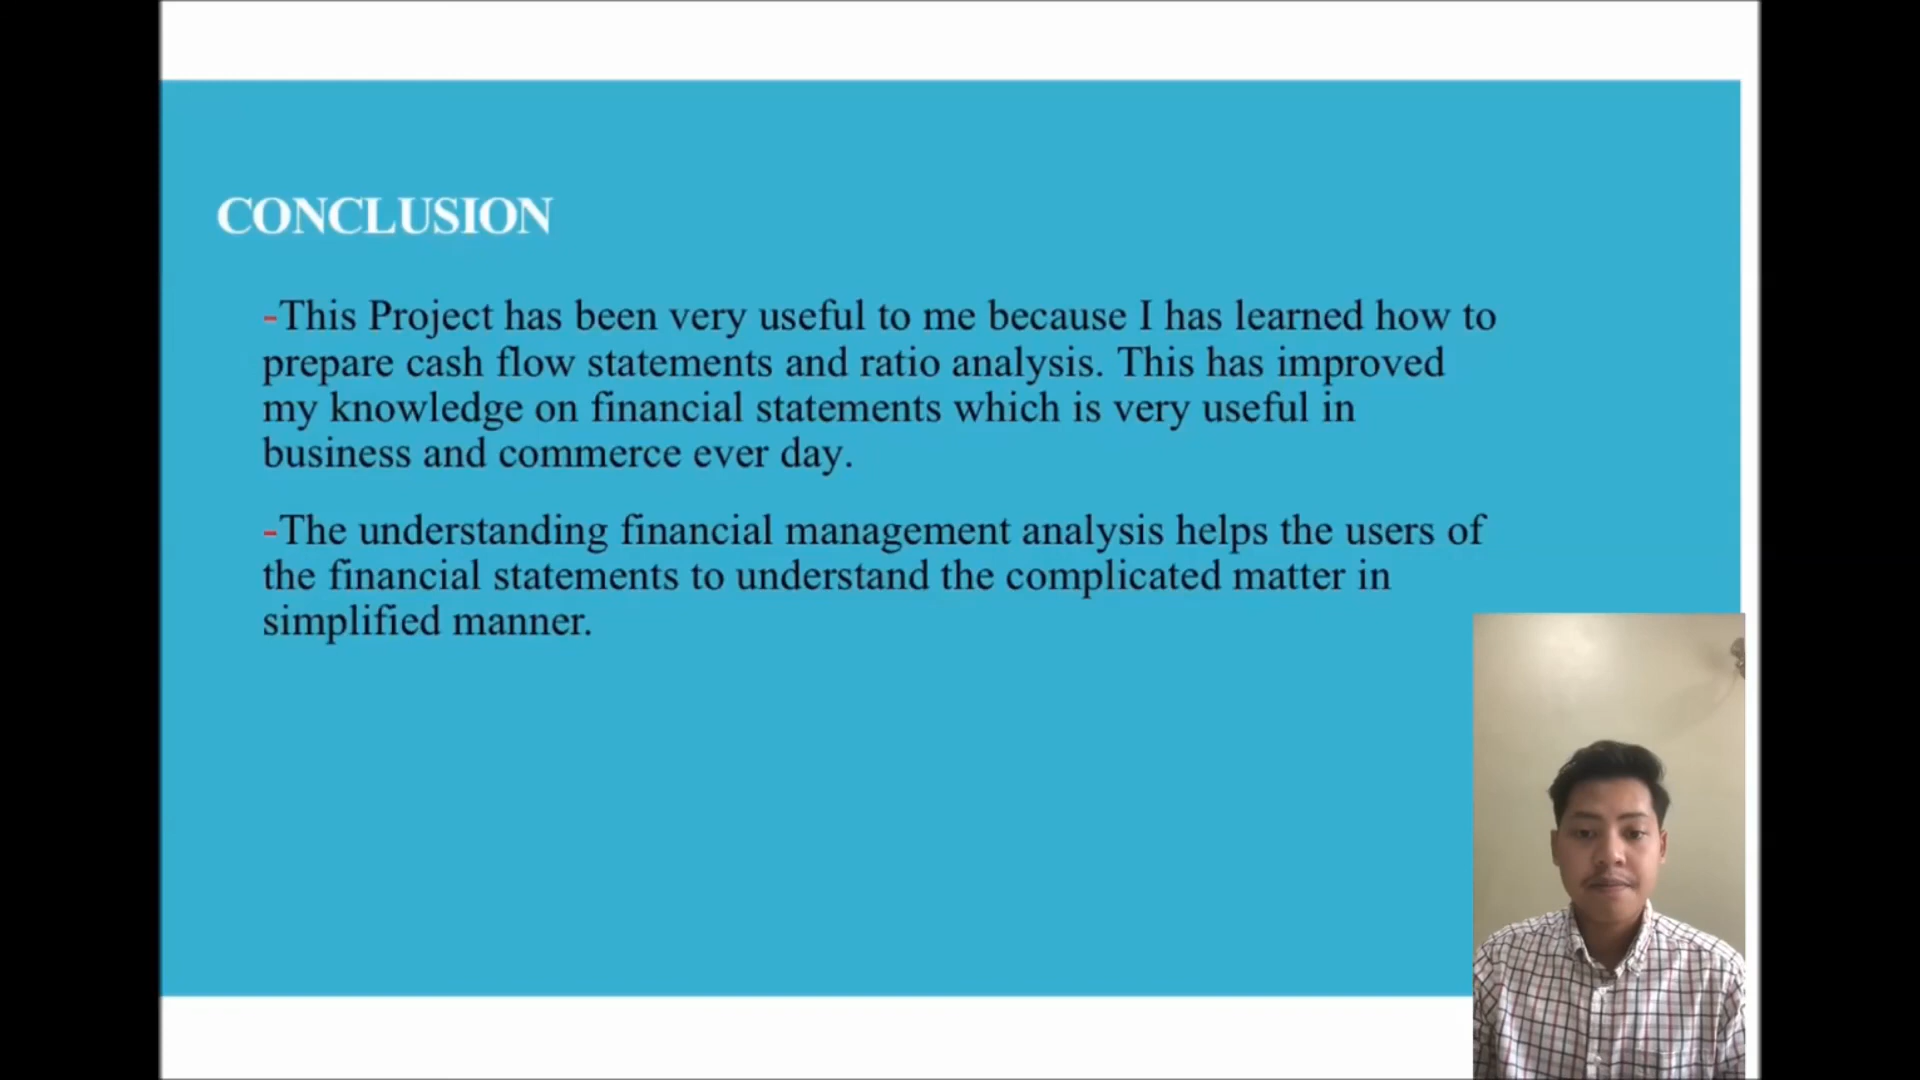 CONCLUSION
-This Project has been very useful to me because I has learned how to
prepare cash flow statements and ratio analysis. This has improved
my knowledge on financial statements which is very useful in
business and commerce ever day.
-The understanding financial management analysis helps the users of
the financial statements to understand the complicated matter in
simplified manner.